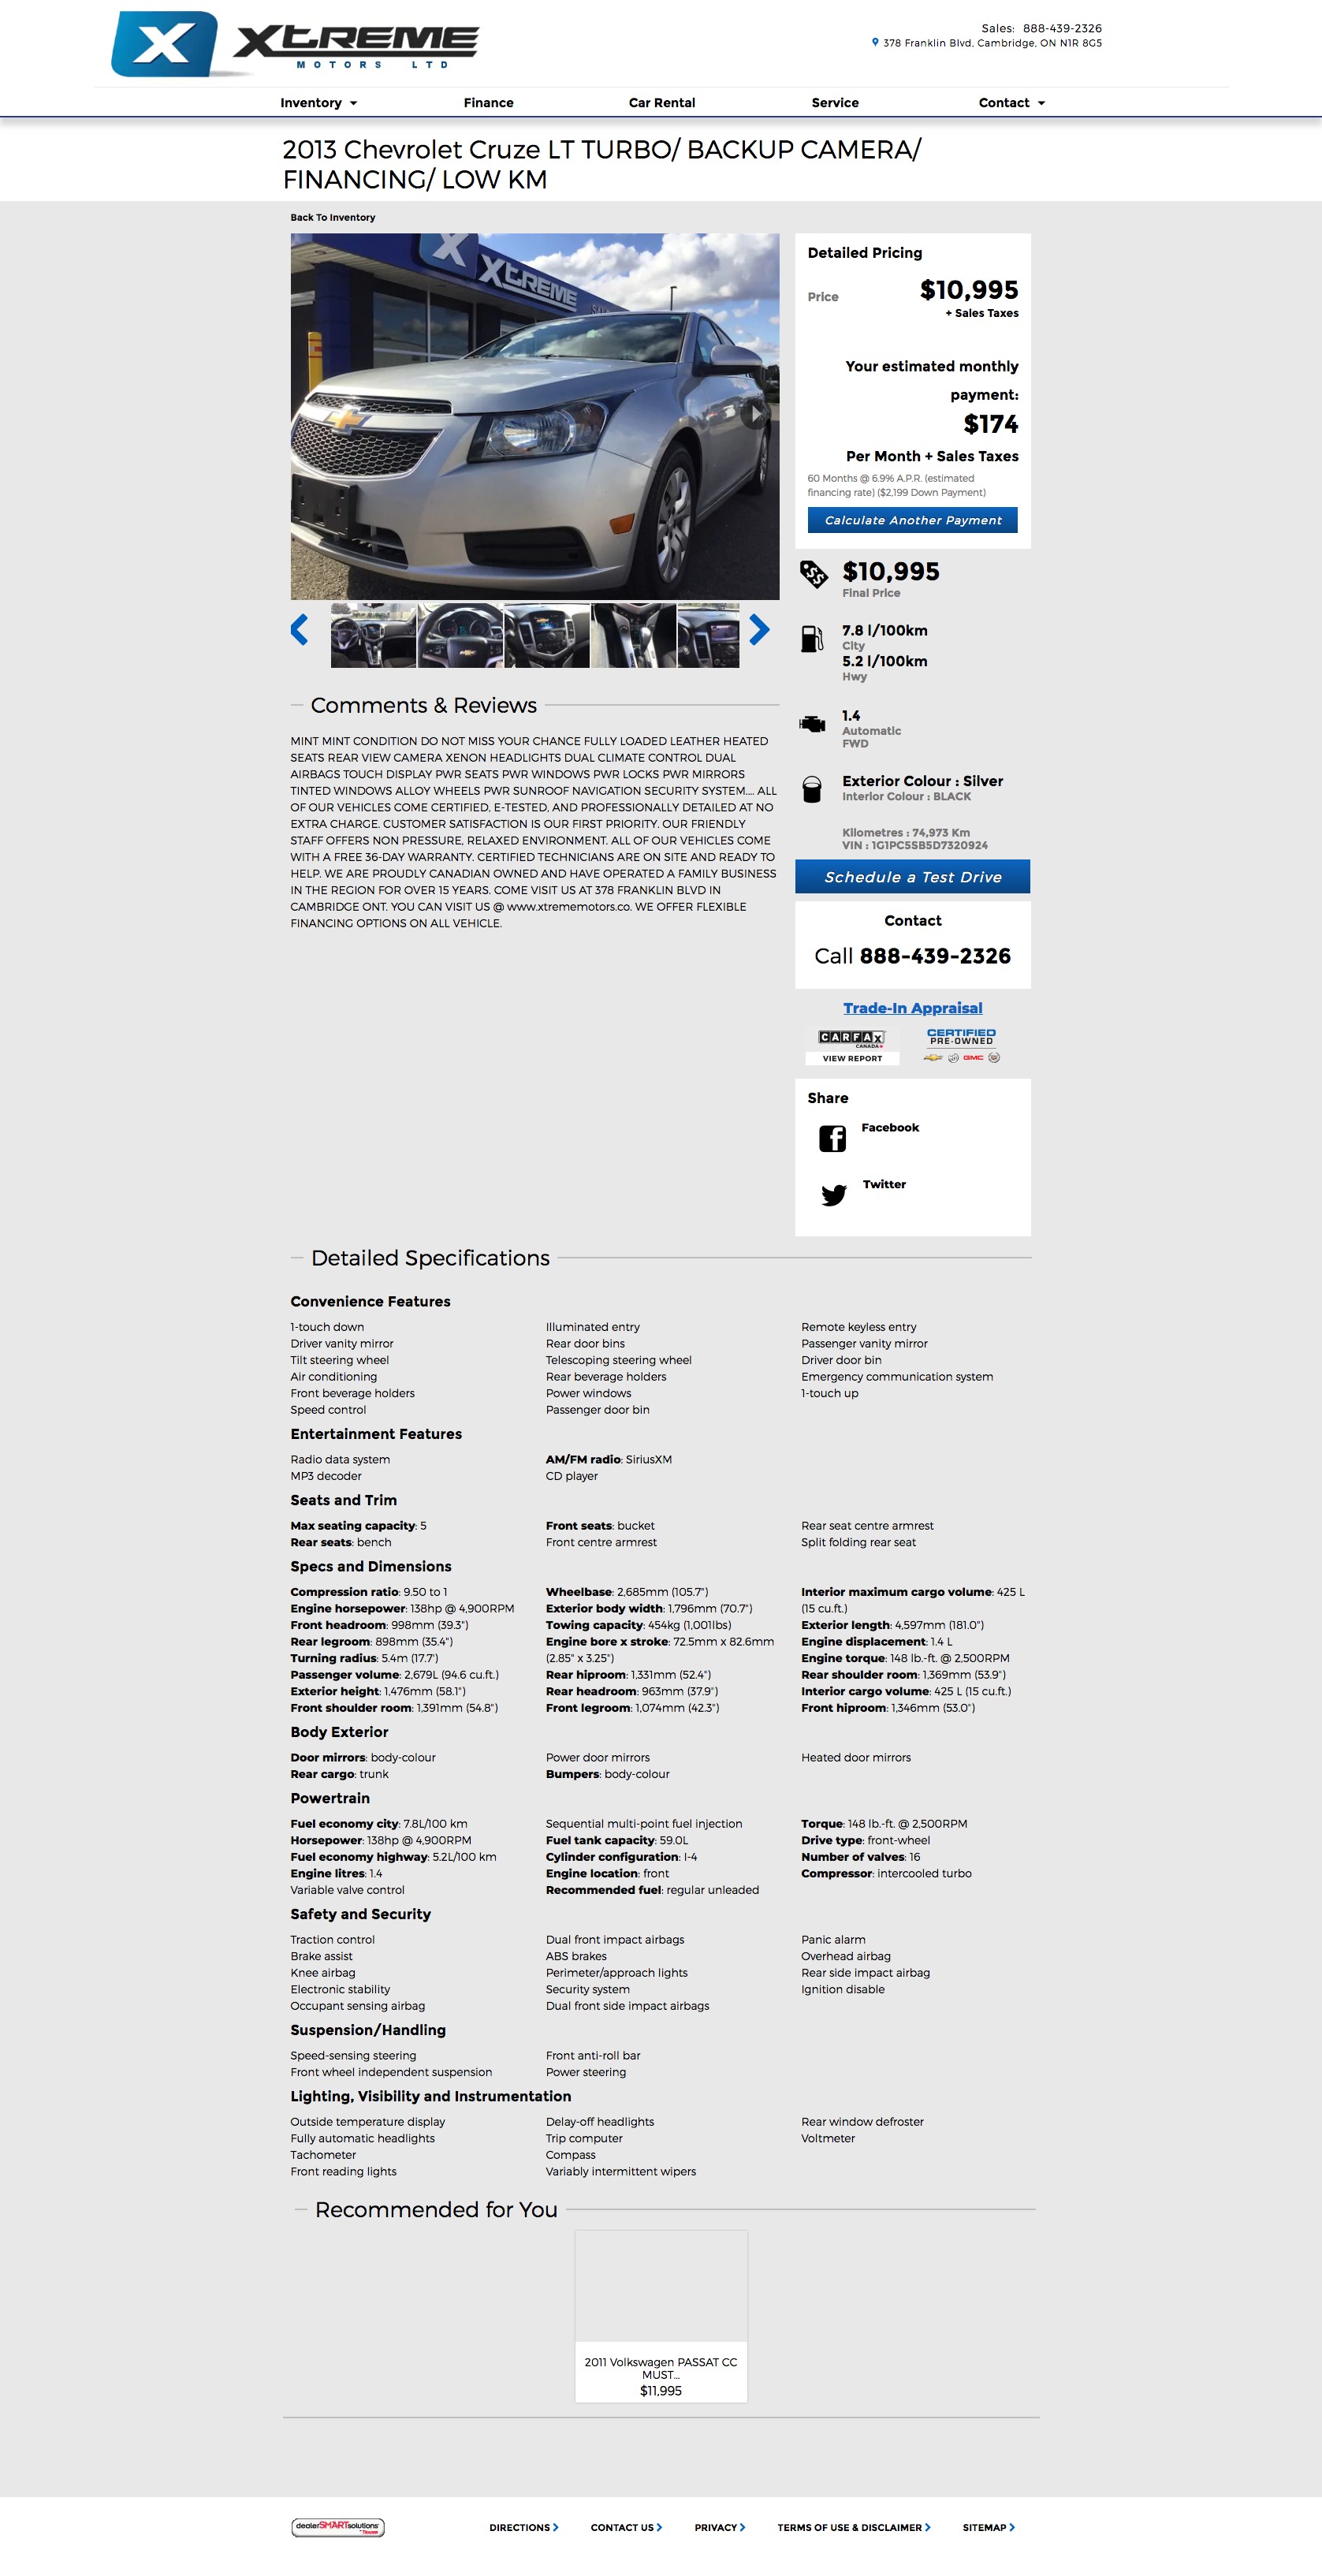 X XTREME
MOTORS LTD
Sales: 888-439-2326
378 Franklin Blvd, Cambridge, ON N1R 8G5
Inventory
Finance
Car Rental
Service
Contact
2013 Chevrolet Cruze LT TURBO/ BACKUP CAMERA/
FINANCING/ LOW KM
Back To Inventory
X XTREME
Detailed Pricing
Price
$10,995
+ Sales Taxes
Your estimated monthly
payment:
$174
Per Month + Sales Taxes
60 Months @ 6.9% A.P.R. (estimated
financing rate) ($2,199 Down Payment)
Calculate Another Payment
$10,995
Final Price
7.8 l/100km
City
5.2 l/100km
Hwy
1.4
Automatic
FWD
Exterior Colour : Silver
Interior Colour : BLACK
Kilometres : 74,973 Km
VIN : 1G1PC5SB5D7320924
Schedule a Test Drive
Contact
Call 888-439-2326
Trade-In Appraisal
CARFAX
CANADA
VIEW REPORT
CERTIFIED
PRE-OWNED
GMC
Share
Facebook
Twitter
Comments & Reviews
MINT MINT CONDITION DO NOT MISS YOUR CHANCE FULLY LOADED LEATHER HEATED
SEATS REAR VIEW CAMERA XENON HEADLIGHTS DUAL CLIMATE CONTROL DUAL
AIRBAGS TOUCH DISPLAY PWR SEATS PWR WINDOWS PWR LOCKS PWR MIRRORS
TINTED WINDOWS ALLOY WHEELS PWR SUNROOF NAVIGATION SECURITY SYSTEM.... ALL
OF OUR VEHICLES COME CERTIFIED, E-TESTED, AND PROFESSIONALLY DETAILED AT NO
EXTRA CHARGE. CUSTOMER SATISFACTION IS OUR FIRST PRIORITY. OUR FRIENDLY
STAFF OFFERS NON PRESSURE, RELAXED ENVIRONMENT. ALL OF OUR VEHICLES COME
WITH A FREE 36-DAY WARRANTY. CERTIFIED TECHNICIANS ARE ON SITE AND READY TO
HELP. WE ARE PROUDLY CANADIAN OWNED AND HAVE OPERATED A FAMILY BUSINESS
IN THE REGION FOR OVER 15 YEARS. COME VISIT US AT 378 FRANKLIN BLVD IN
CAMBRIDGE ONT. YOU CAN VISIT US @ www.xtrememotors.co. WE OFFER FLEXIBLE
FINANCING OPTIONS ON ALL VEHICLE.
Detailed Specifications
Convenience Features
1-touch down
Illuminated entry
Remote keyless entry
Driver vanity mirror
Rear door bins
Passenger vanity mirror
Tilt steering wheel
Telescoping steering wheel
Driver door bin
Air conditioning
Rear beverage holders
Emergency communication system
Front beverage holders
Power windows
1-touch up
Speed control
Passenger door bin
Entertainment Features
Radio data system
AM/FM radio: SiriusXM
MP3 decoder
CD player
Seats and Trim
Max seating capacity: 5
Front seats: bucket
Rear seat centre armrest
Rear seats: bench
Front centre armrest
Split folding rear seat
Specs and Dimensions
Compression ratio: 9.50 to 1
Engine horsepower: 138hp @ 4,900RPM
Front headroom: 998mm (39.3")
Rear legroom: 898mm (35.4")
Turning radius: 5.4m (17.7')
Passenger volume: 2,679L (94.6 cu.ft.)
Exterior height: 1,476mm (58.1")
Front shoulder room: 1,391mm (54.8")
Wheelbase: 2,685mm (105.7")
Exterior body width: 1,796mm (70.7")
Towing capacity: 454kg (1,001lbs)
Engine bore x stroke: 72.5mm x 82.6mm
(2.85" x 3.25")
Rear hiproom: 1,331mm (52.4")
Rear headroom: 963mm (37.9")
Front legroom: 1,074mm (42.3")
Interior maximum cargo volume: 425 L
(15 cu.ft.)
Exterior length: 4,597mm (181.0")
Engine displacement: 1.4 L
Engine torque: 148 lb.-ft. @ 2,500RPM
Rear shoulder room: 1,369mm (53.9")
Interior cargo volume: 425 L (15 cu.ft.)
Front hiproom: 1,346mm (53.0")
Body Exterior
Door mirrors: body-colour
Power door mirrors
Heated door mirrors
Rear cargo: trunk
Bumpers: body-colour
Powertrain
Fuel economy city: 7.8L/100 km
Sequential multi-point fuel injection
Torque: 148 lb.-ft. @ 2,500RPM
Horsepower: 138hp @ 4,900RPM
Fuel tank capacity: 59.0L
Drive type: front-wheel
Fuel economy highway: 5.2L/100 km
Cylinder configuration: I-4
Number of valves: 16
Engine litres: 1.4
Engine location: front
Compressor: intercooled turbo
Variable valve control
Recommended fuel: regular unleaded
Safety and Security
Traction control
Dual front impact airbags
Panic alarm
Brake assist
ABS brakes
Overhead airbag
Knee airbag
Perimeter/approach lights
Rear side impact airbag
Electronic stability
Security system
Ignition disable
Occupant sensing airbag
Dual front side impact airbags
Suspension/Handling
Speed-sensing steering
Front anti-roll bar
Front wheel independent suspension
Power steering
Lighting, Visibility and Instrumentation
Outside temperature display
Delay-off headlights
Rear window defroster
Fully automatic headlights
Trip computer
Voltmeter
Tachometer
Compass
Front reading lights
Variably intermittent wipers
Recommended for You
2011 Volkswagen PASSAT CC
MUST...
$11,995
dealerSMARTsolutions
DIRECTIONS
CONTACT US
PRIVACY
TERMS OF USE & DISCLAIMER
SITEMAP